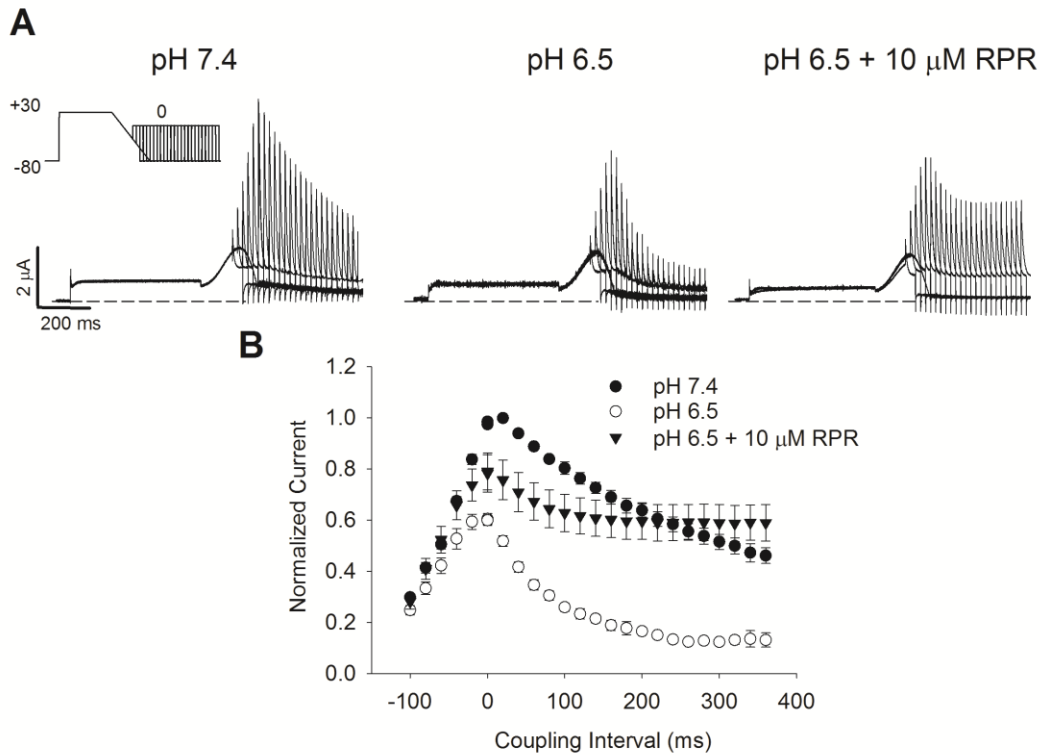 A
pH 7.4
pH 6.5
pH 6.5 + 10 μM RPR
+30
0
-80
2 μA
200 ms
B
1.2
1.0
0.8
0.6
0.4
0.2
0.0
pH 7.4
pH 6.5
pH 6.5 + 10 μM RPR
Normalized Current
-100
0
100
200
300
400
Coupling Interval (ms)